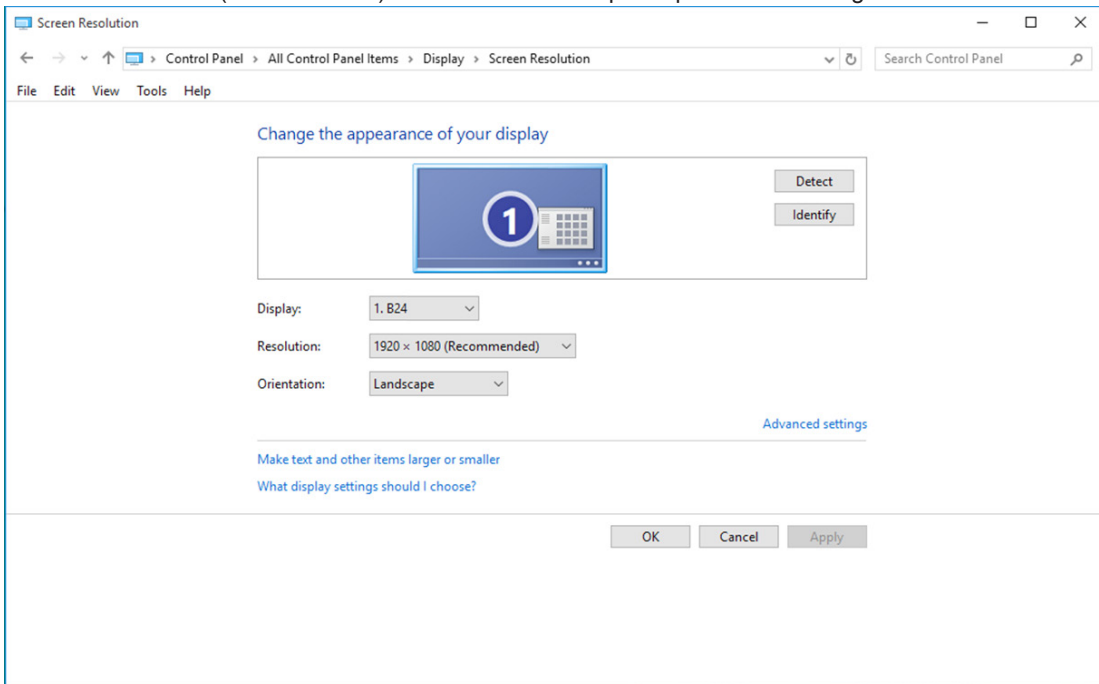 Screen Resolution
Control Panel > All Control Panel Items > Display > Screen Resolution
Search Control Panel
File Edit View Tools Help
Change the appearance of your display
1
Detect
Identify
Display: 1. B24
Resolution: 1920 × 1080 (Recommended)
Orientation: Landscape
Advanced settings
Make text and other items larger or smaller
What display settings should I choose?
OK Cancel Apply